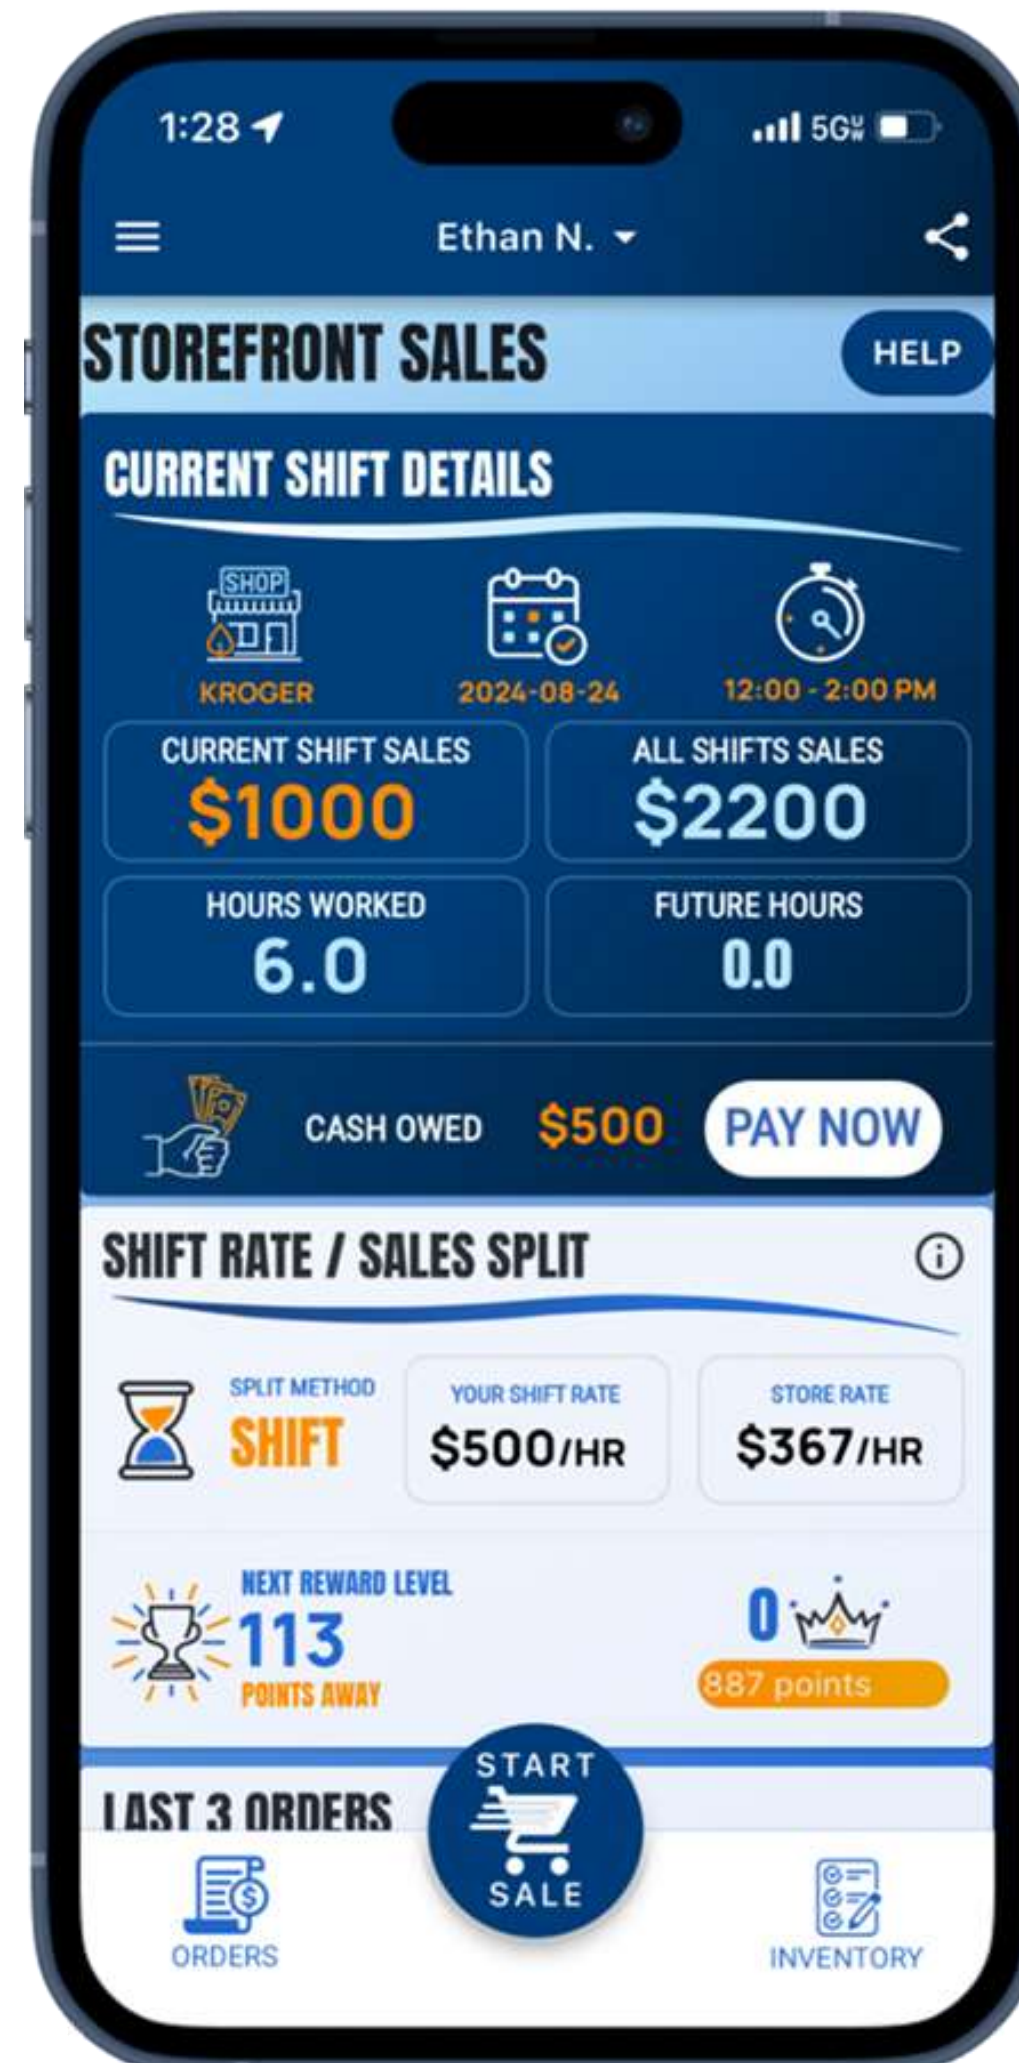 1:28 5GUW
Ethan N.
STOREFRONT SALES HELP
CURRENT SHIFT DETAILS
SHOP
KROGER 2024-08-24 12:00 - 2:00 PM
CURRENT SHIFT SALES ALL SHIFTS SALES
$1000 $2200
HOURS WORKED FUTURE HOURS
6.0 0.0
CASH OWED $500 PAY NOW
SHIFT RATE / SALES SPLIT
SPLIT METHOD YOUR SHIFT RATE STORE RATE
SHIFT $500/HR $367/HR
NEXT REWARD LEVEL
113 0
POINTS AWAY 887 points
START
LAST 3 ORDERS
SALE
ORDERS INVENTORY